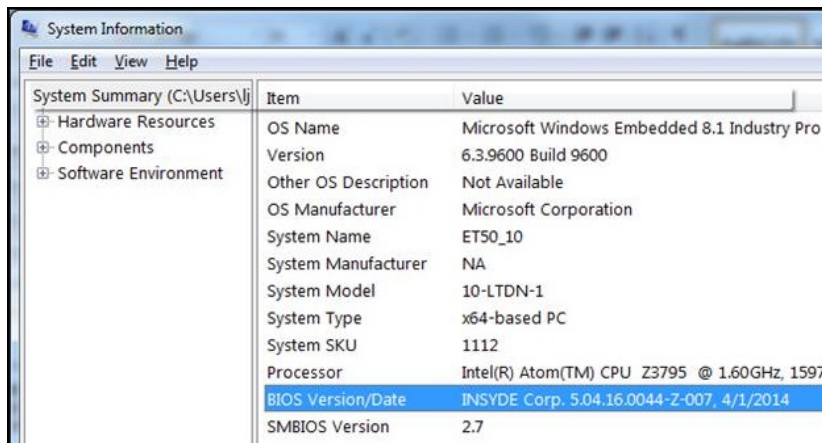 System Information
File Edit View Help
System Summary (C:\Users\lj
Hardware Resources
Components
Software Environment
Item Value
OS Name Microsoft Windows Embedded 8.1 Industry Pro
Version 6.3.9600 Build 9600
Other OS Description Not Available
OS Manufacturer Microsoft Corporation
System Name ET50_10
System Manufacturer NA
System Model 10-LTDN-1
System Type x64-based PC
System SKU 1112
Processor Intel(R) Atom(TM) CPU Z3795 @ 1.60GHz, 1597
BIOS Version/Date INSYDE Corp. 5.04.16.0044-Z-007, 4/1/2014
SMBIOS Version 2.7